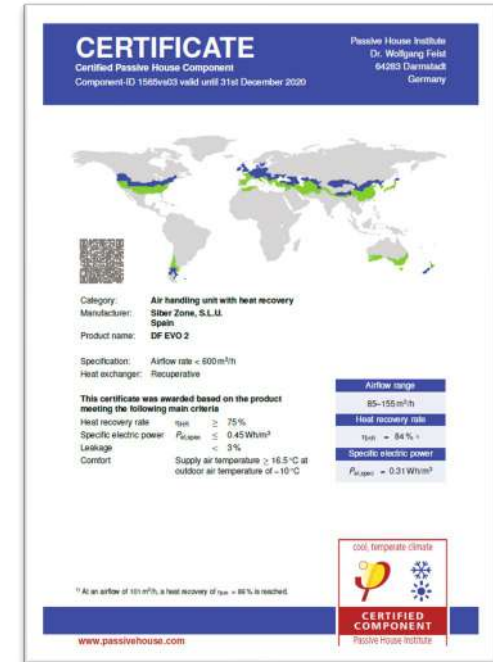 CERTIFICATE
Certified Passive House Component
Component-ID 1565vs03 valid until 31st December 2020
Passive House Institute
Dr. Wolfgang Feist
64283 Darmstadt
Germany
Category: Air handling unit with heat recovery
Manufacturer: Siber Zone, S.L.U.
Spain
Product name: DF EVO 2
Specification: Airflow rate < 600 m³/h
Heat exchanger: Recuperative
This certificate was awarded based on the product
meeting the following main criteria
Heat recovery rate ηHR ≥ 75 %
Specific electric power Pel,spec ≤ 0.45 Wh/m³
Leakage < 3 %
Comfort Supply air temperature ≥ 16.5 °C at
outdoor air temperature of −10 °C
Airflow range
85–155 m³/h
Heat recovery rate
ηHR = 84 % ¹⁾
Specific electric power
Pel,spec = 0.31 Wh/m³
¹⁾ At an airflow of 101 m³/h, a heat recovery of ηHR = 86 % is reached.
cool, temperate climate
CERTIFIED
COMPONENT
Passive House Institute
www.passivehouse.com